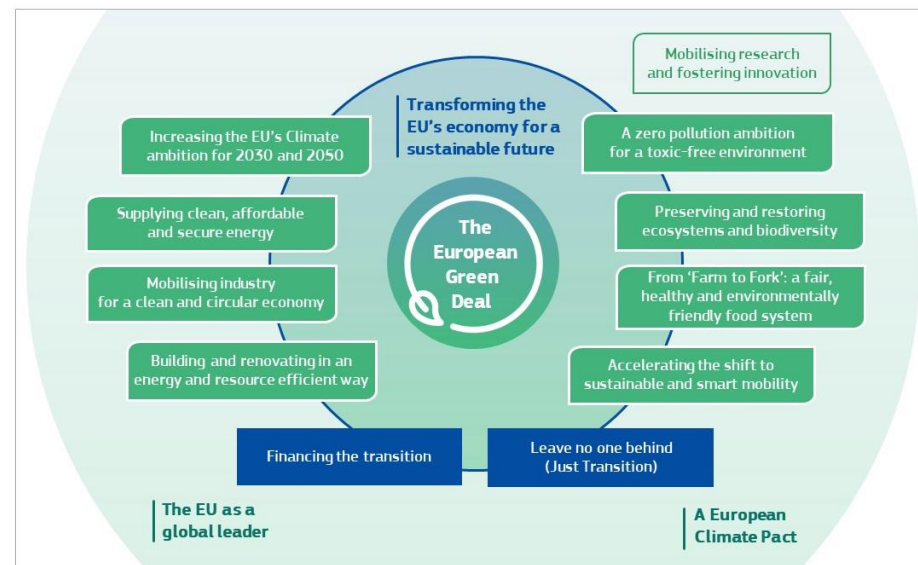 Mobilising research
and fostering innovation
Transforming the
EU's economy for a
sustainable future
Increasing the EU's Climate
ambition for 2030 and 2050
A zero pollution ambition
for a toxic-free environment
Supplying clean, affordable
and secure energy
Preserving and restoring
ecosystems and biodiversity
The
European
Green
Deal
Mobilising industry
for a clean and circular economy
From ‘Farm to Fork’: a fair,
healthy and environmentally
friendly food system
Building and renovating in an
energy and resource efficient way
Accelerating the shift to
sustainable and smart mobility
Financing the transition
Leave no one behind
(Just Transition)
The EU as a
global leader
A European
Climate Pact